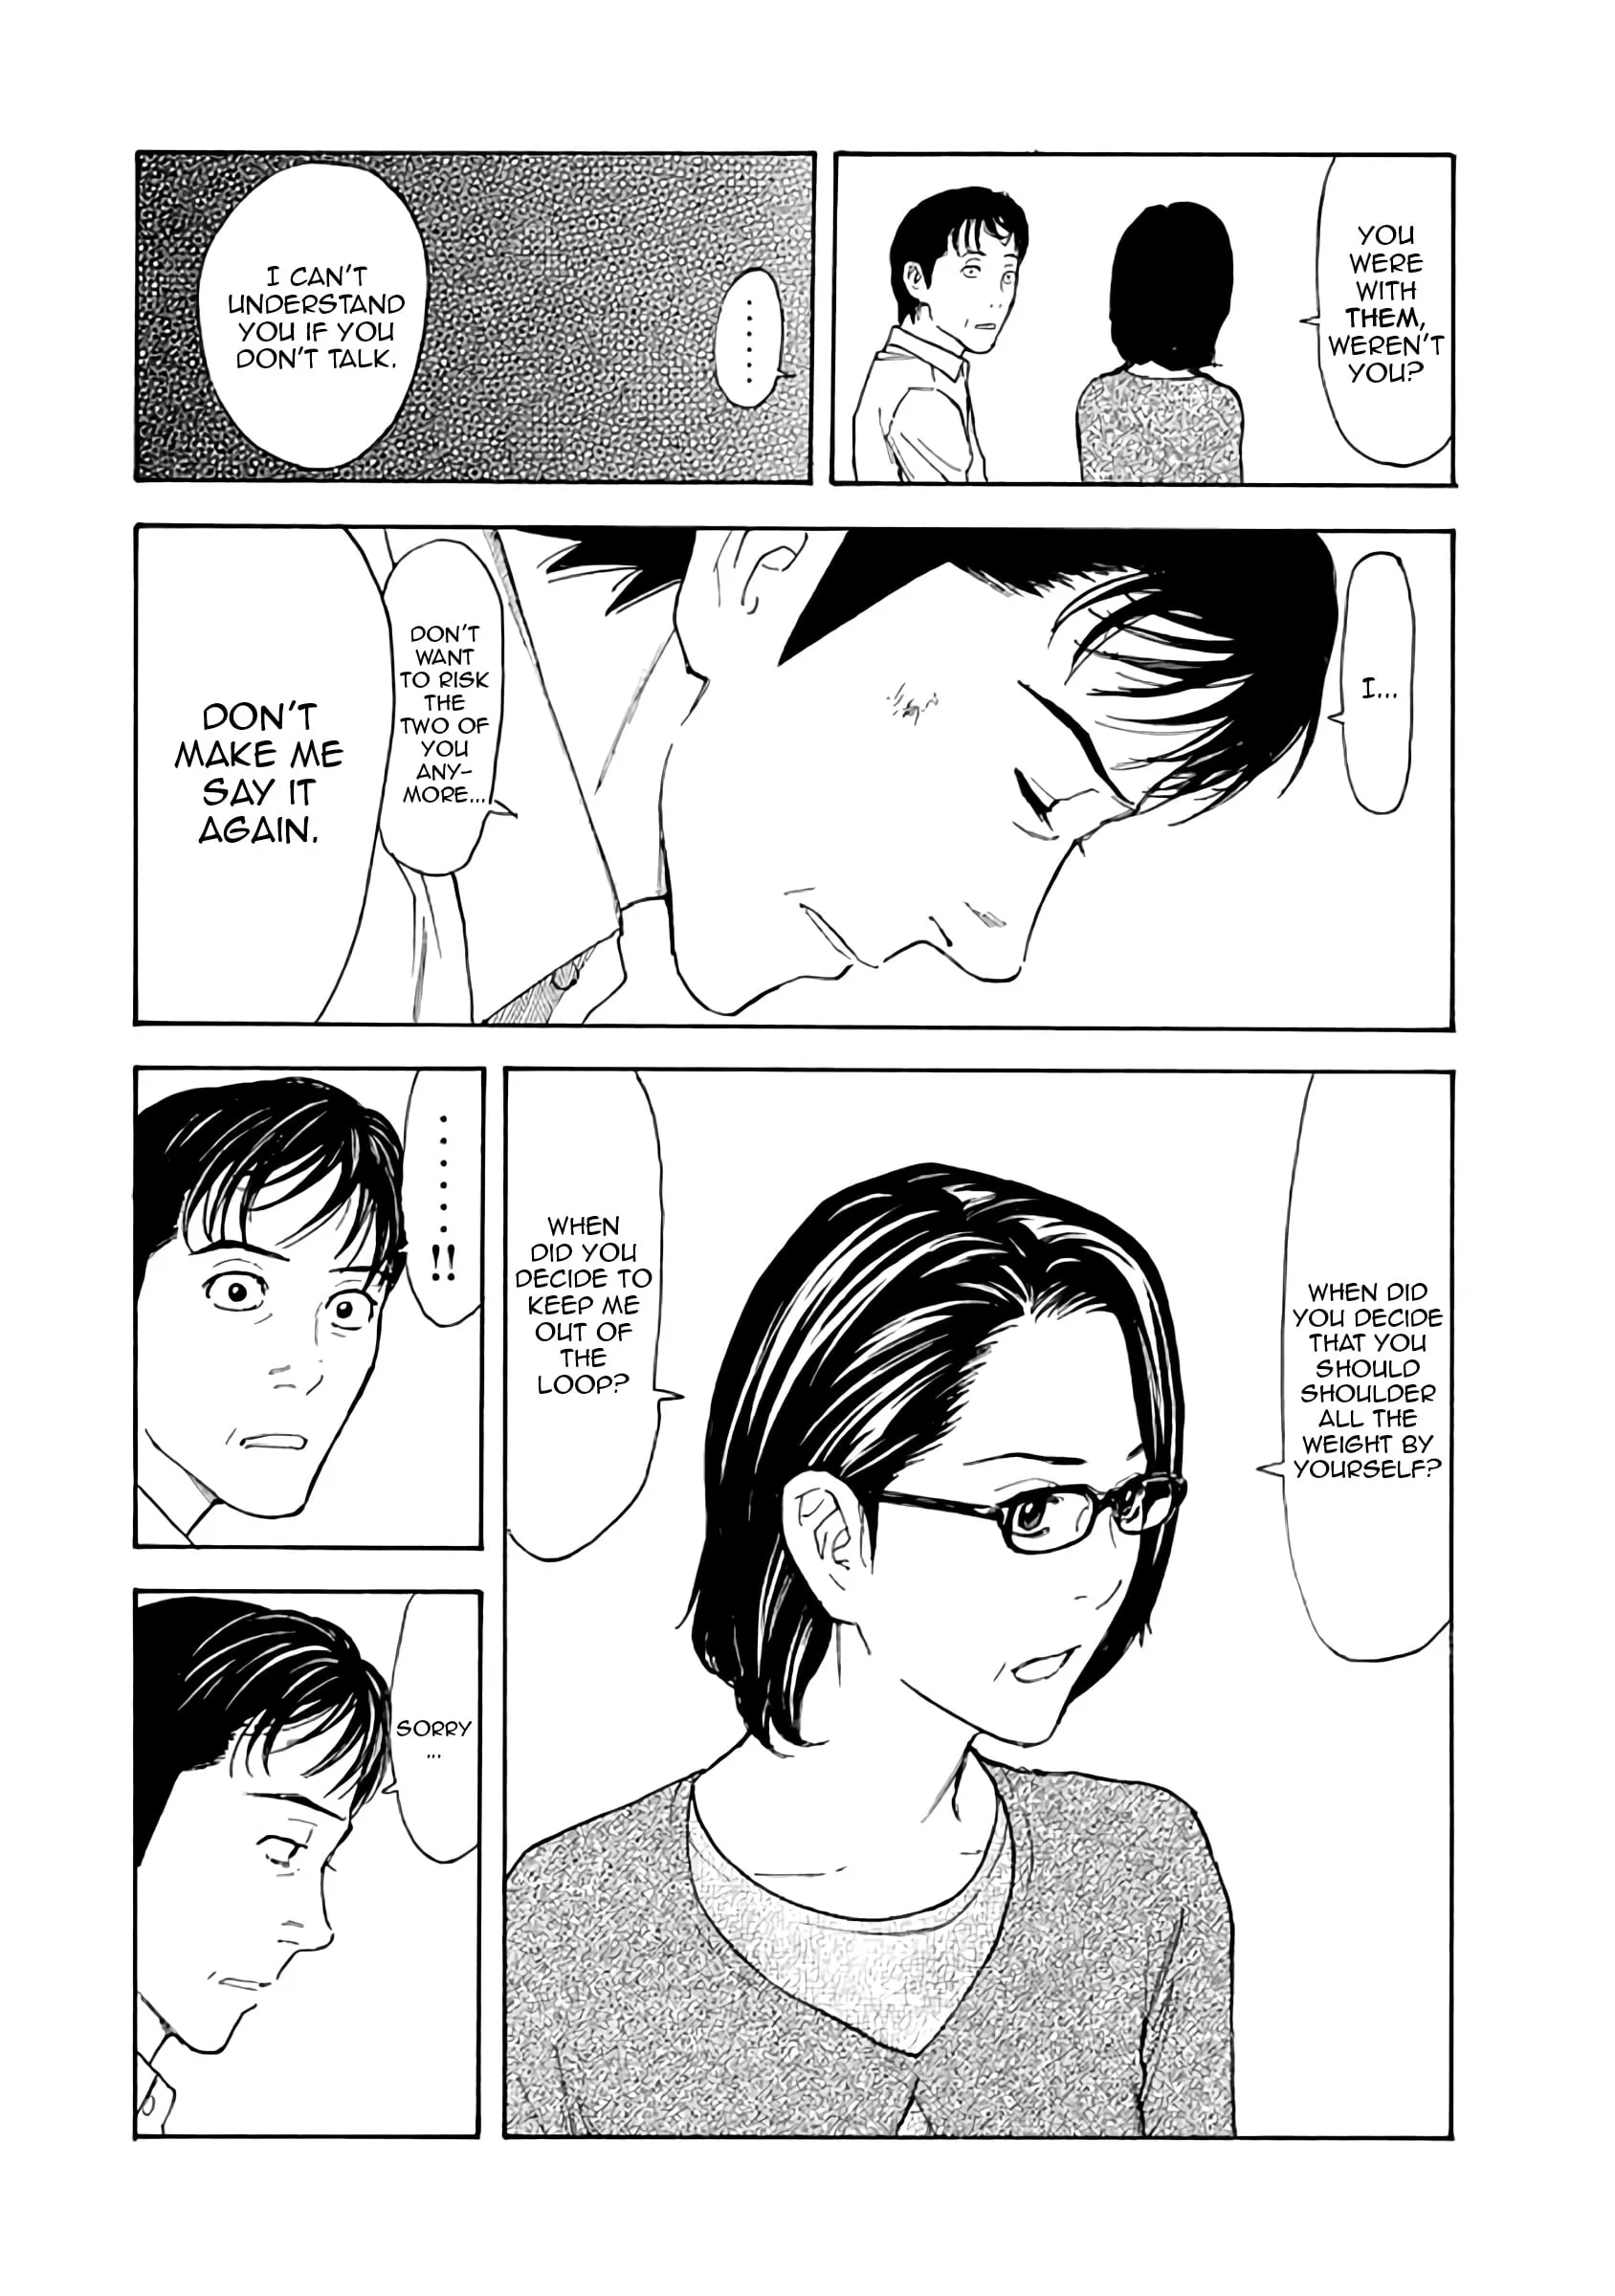 YOU
WERE
WITH
THEM,
WEREN'T
YOU?
......
I CAN'T
UNDERSTAND
YOU IF YOU
DON'T TALK.
I...
DON'T
WANT
TO RISK
THE
TWO OF
YOU
ANY-
MORE...
DON'T
MAKE ME
SAY IT
AGAIN.
WHEN DID
YOU DECIDE
THAT YOU
SHOULD
SHOULDER
ALL THE
WEIGHT BY
YOURSELF?
WHEN
DID YOU
DECIDE TO
KEEP ME
OUT OF
THE
LOOP?
......!!
SORRY
...